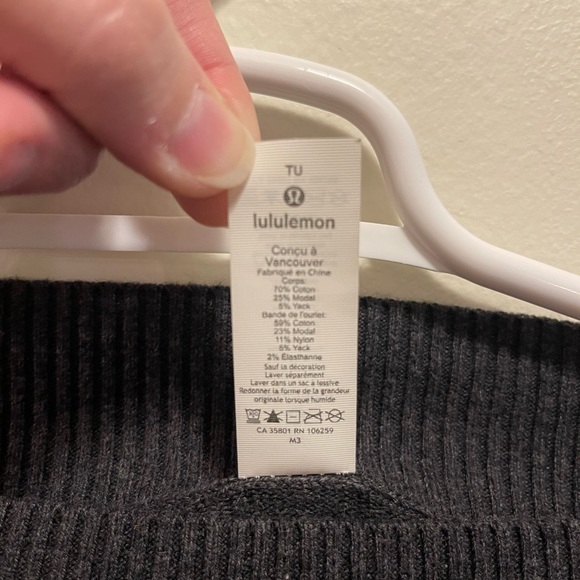 TU
lululemon
Conçu à
Vancouver
Fabriqué en Chine
Corps:
70% Coton
25% Modal
5% Yack
Bande de l'ourlet:
59% Coton
23% Modal
11% Nylon
5% Yack
2% Élasthanne
Sauf la décoration
Laver séparément
Laver dans un sac à lessive
Redonner la forme de la grandeur
originale lorsque humide
CA 35801 RN 106259
M3